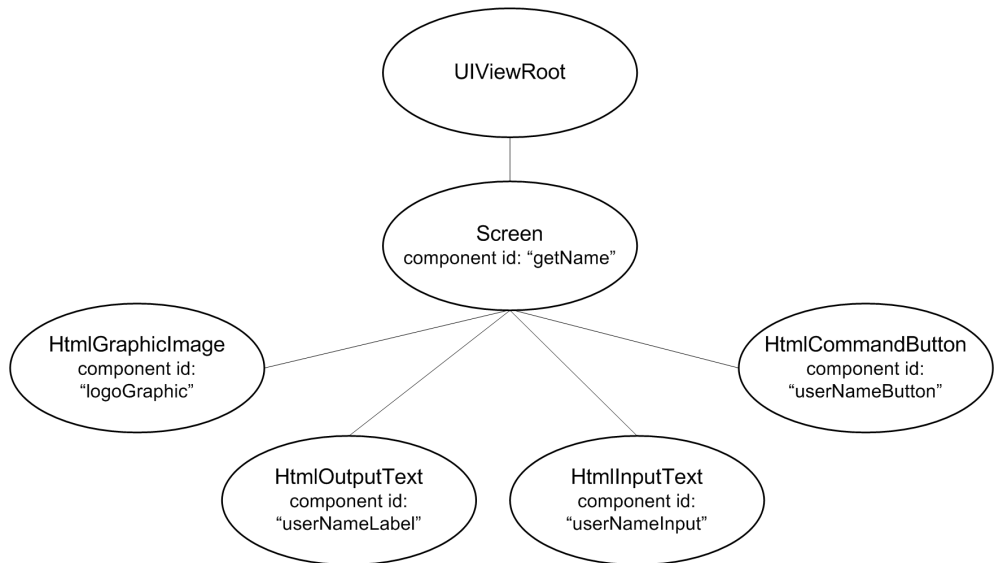 UIViewRoot
Screen
component id: “getName”
HtmlGraphicImage
component id:
“logoGraphic”
HtmlCommandButton
component id:
“userNameButton”
HtmlOutputText
component id:
“userNameLabel”
HtmlInputText
component id:
“userNameInput”